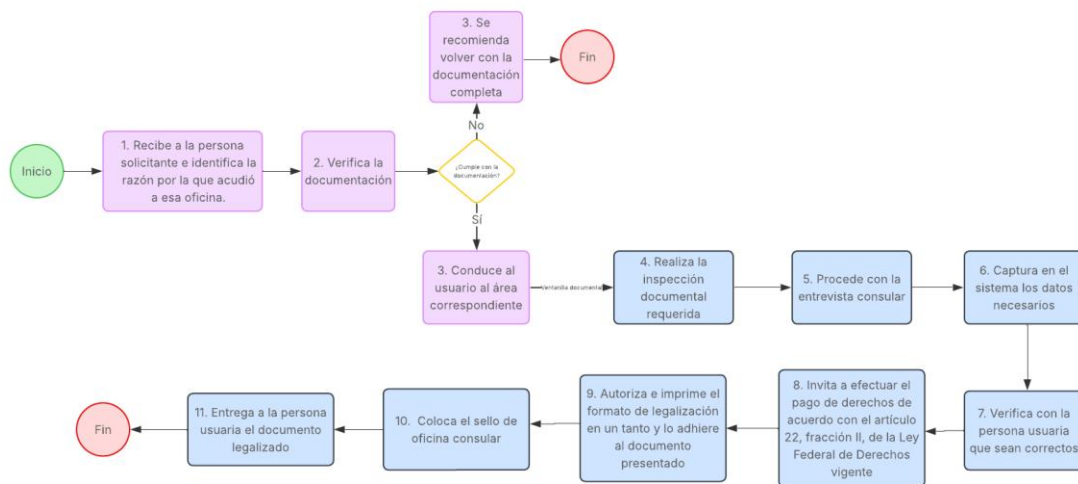 3. Se
recomienda
volver con la
documentación
completa
Fin
No
Inicio
1. Recibe a la persona
solicitante e identifica la
razón por la que acudió
a esa oficina.
2. Verifica la
documentación
¿Cumple con la
documentación?
Sí
3. Conduce al
usuario al área
correspondiente
Ventanilla documental
4. Realiza la
inspección
documental
requerida
5. Procede con la
entrevista consular
6. Captura en el
sistema los datos
necesarios
7. Verifica con la
persona usuaria
que sean correctos
8. Invita a efectuar el
pago de derechos de
acuerdo con el artículo
22, fracción II, de la Ley
Federal de Derechos
vigente
9. Autoriza e imprime el
formato de legalización
en un tanto y lo adhiere
al documento
presentado
10. Coloca el sello de
oficina consular
11. Entrega a la persona
usuaria el documento
legalizado
Fin